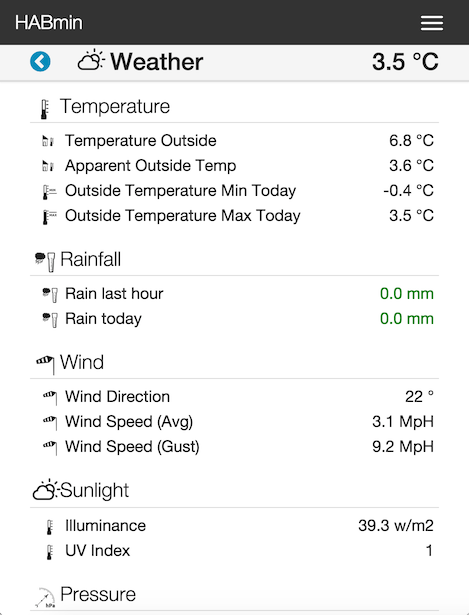 HABmin
Weather 3.5 °C
Temperature
Temperature Outside 6.8 °C
Apparent Outside Temp 3.6 °C
Outside Temperature Min Today -0.4 °C
Outside Temperature Max Today 3.5 °C
Rainfall
Rain last hour 0.0 mm
Rain today 0.0 mm
Wind
Wind Direction 22 °
Wind Speed (Avg) 3.1 MpH
Wind Speed (Gust) 9.2 MpH
Sunlight
Illuminance 39.3 w/m2
UV Index 1
hPa Pressure